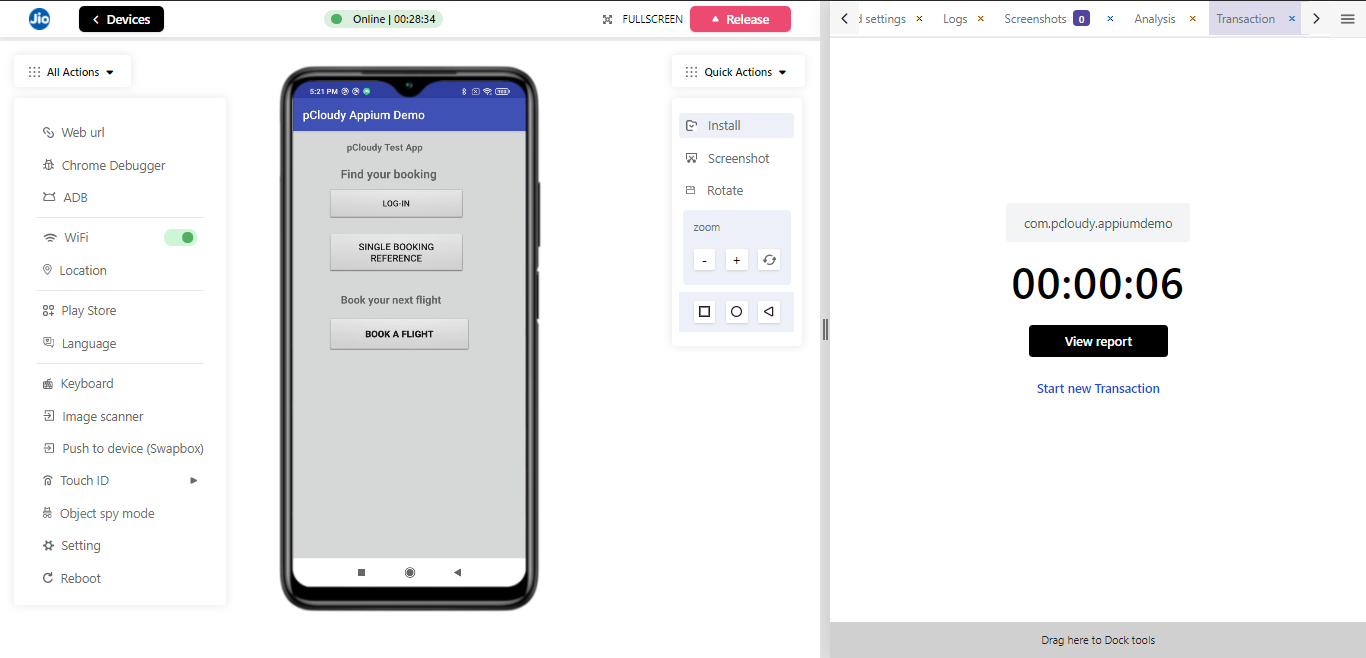 Jio
Devices
Online | 00:28:34
FULLSCREEN
Release
d settings
Logs
Screenshots 0
Analysis
Transaction
All Actions
Quick Actions
Web url
Chrome Debugger
ADB
WiFi
Location
Play Store
Language
Keyboard
Image scanner
Push to device (Swapbox)
Touch ID
Object spy mode
Setting
Reboot
5:21 PM
100
pCloudy Appium Demo
pCloudy Test App
Find your booking
LOG-IN
SINGLE BOOKING
REFERENCE
Book your next flight
BOOK A FLIGHT
Install
Screenshot
Rotate
zoom
-
+
com.pcloudy.appiumdemo
00:00:06
View report
Start new Transaction
Drag here to Dock tools